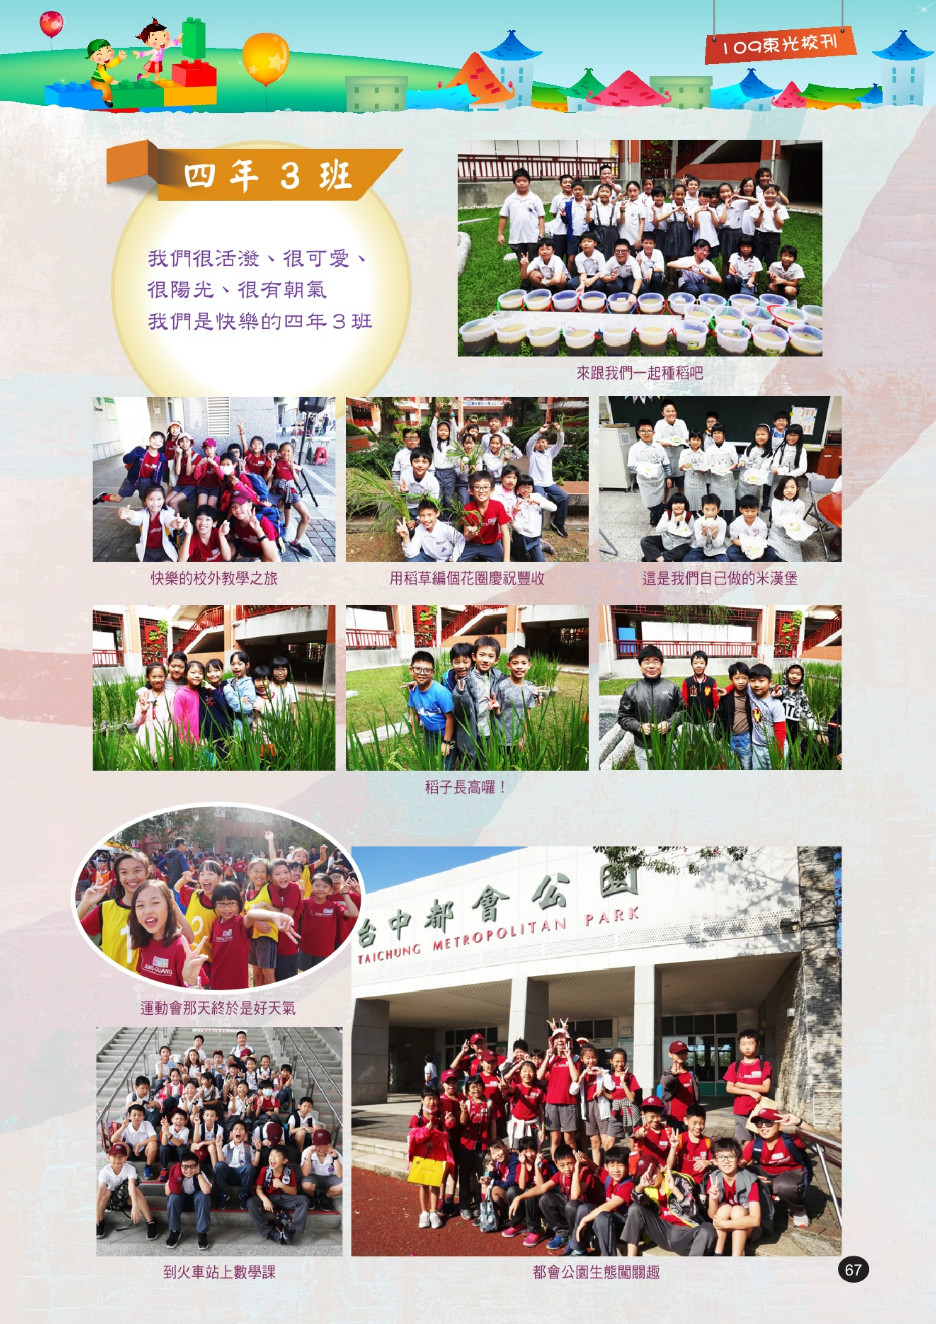 109東光校刊
四年3班
我們很活潑、很可愛、
很陽光、很有朝氣
我們是快樂的四年3班
來跟我們一起種稻吧
快樂的校外教學之旅
用稻草編個花圈慶祝豐收
這是我們自己做的米漢堡
稻子長高囉！
運動會那天終於是好天氣
台中都會公園
TAICHUNG METROPOLITAN PARK
到火車站上數學課
都會公園生態闖關趣
67